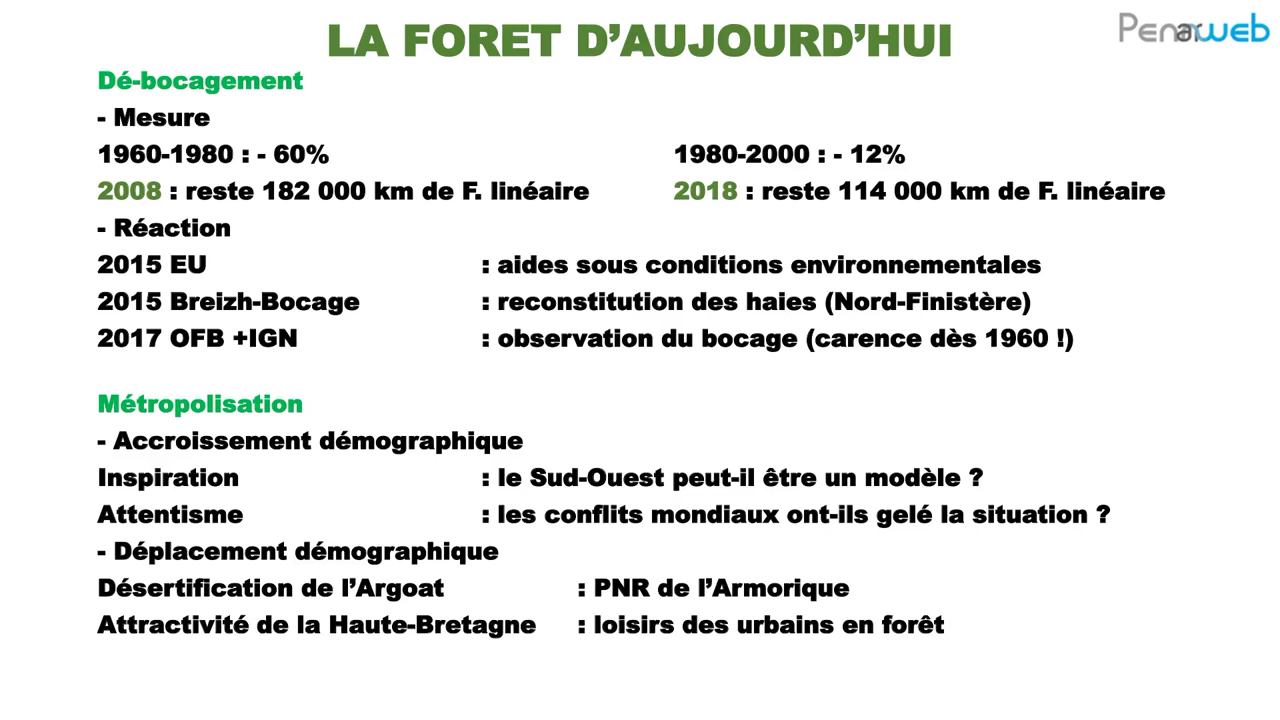 LA FORET D’AUJOURD’HUI
Penarweb
Dé-bocagement
- Mesure
1960-1980 : - 60% 1980-2000 : - 12%
2008 : reste 182 000 km de F. linéaire 2018 : reste 114 000 km de F. linéaire
- Réaction
2015 EU : aides sous conditions environnementales
2015 Breizh-Bocage : reconstitution des haies (Nord-Finistère)
2017 OFB +IGN : observation du bocage (carence dès 1960 !)
Métropolisation
- Accroissement démographique
Inspiration : le Sud-Ouest peut-il être un modèle ?
Attentisme : les conflits mondiaux ont-ils gelé la situation ?
- Déplacement démographique
Désertification de l’Argoat : PNR de l’Armorique
Attractivité de la Haute-Bretagne : loisirs des urbains en forêt